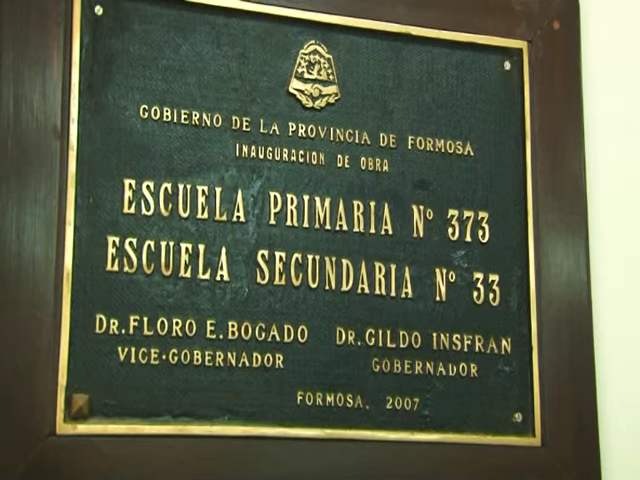 GOBIERNO DE LA PROVINCIA DE FORMOSA
INAUGURACION DE OBRA
ESCUELA PRIMARIA N° 373
ESCUELA SECUNDARIA N° 33
DR. FLORO E. BOGADO
VICE-GOBERNADOR
DR. GILDO INSFRAN
GOBERNADOR
FORMOSA, 2007